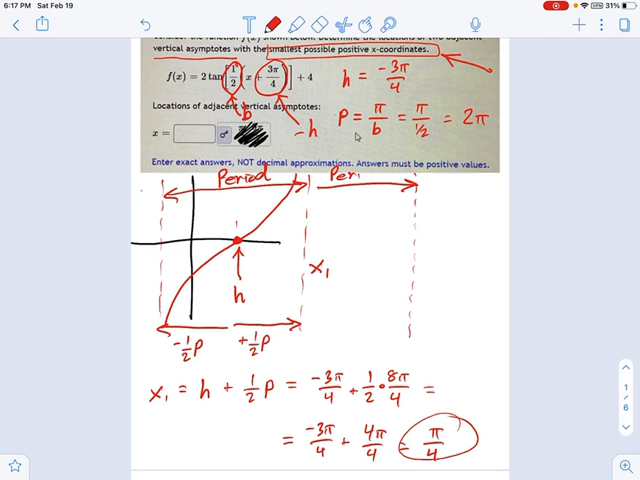 6:17 PM Sat Feb 19
31%
vertical asymptotes with the smallest possible positive x-coordinates.
f(x) = 2 tan[1/2(x + 3π/4)] + 4
h = -3π/4
b
-h
P = π/b = π/1/2 = 2π
Locations of adjacent vertical asymptotes:
x =
Enter exact answers, NOT decimal approximations. Answers must be positive values.
Period
Per
x₁
h
-1/2P
+1/2P
x₁ = h + 1/2P = -3π/4 + 1/2 • 8π/4 =
= -3π/4 + 4π/4 = π/4
1
/
6